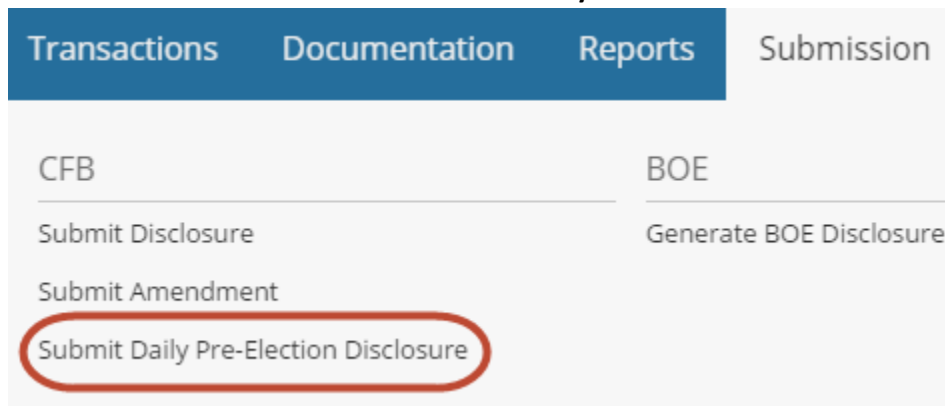 Transactions Documentation Reports Submission
CFB
BOE
Submit Disclosure
Generate BOE Disclosure
Submit Amendment
Submit Daily Pre-Election Disclosure